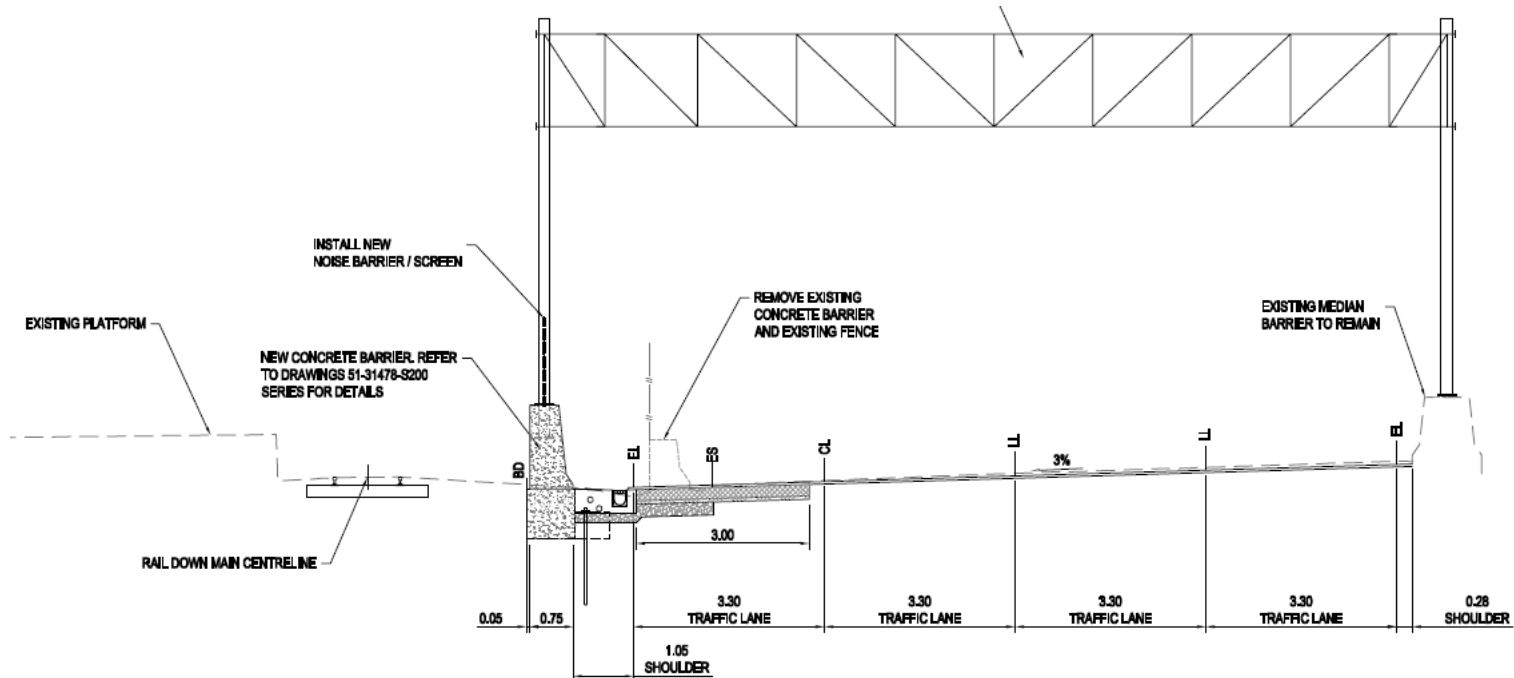 INSTALL NEW
NOISE BARRIER / SCREEN
EXISTING PLATFORM
NEW CONCRETE BARRIER. REFER
TO DRAWINGS 51-31478-S200
SERIES FOR DETAILS
REMOVE EXISTING
CONCRETE BARRIER
AND EXISTING FENCE
EXISTING MEDIAN
BARRIER TO REMAIN
BD
EL
ES
CL
LL
LL
EL
3%
RAIL DOWN MAIN CENTRELINE
3.00
0.05
0.75
3.30
TRAFFIC LANE
3.30
TRAFFIC LANE
3.30
TRAFFIC LANE
3.30
TRAFFIC LANE
0.28
SHOULDER
1.05
SHOULDER